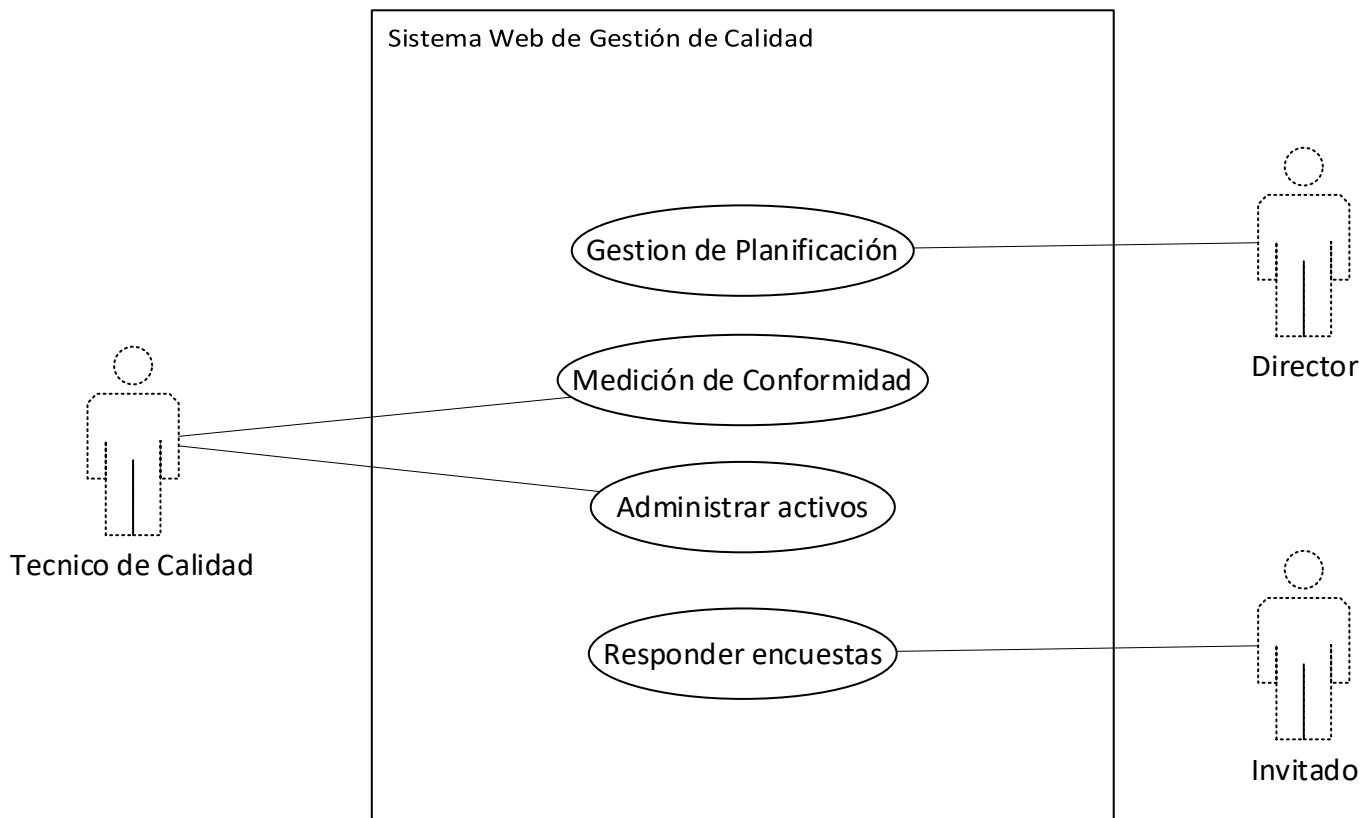 Sistema Web de Gestión de Calidad
Gestion de Planificación
Director
Medición de Conformidad
Administrar activos
Tecnico de Calidad
Responder encuestas
Invitado